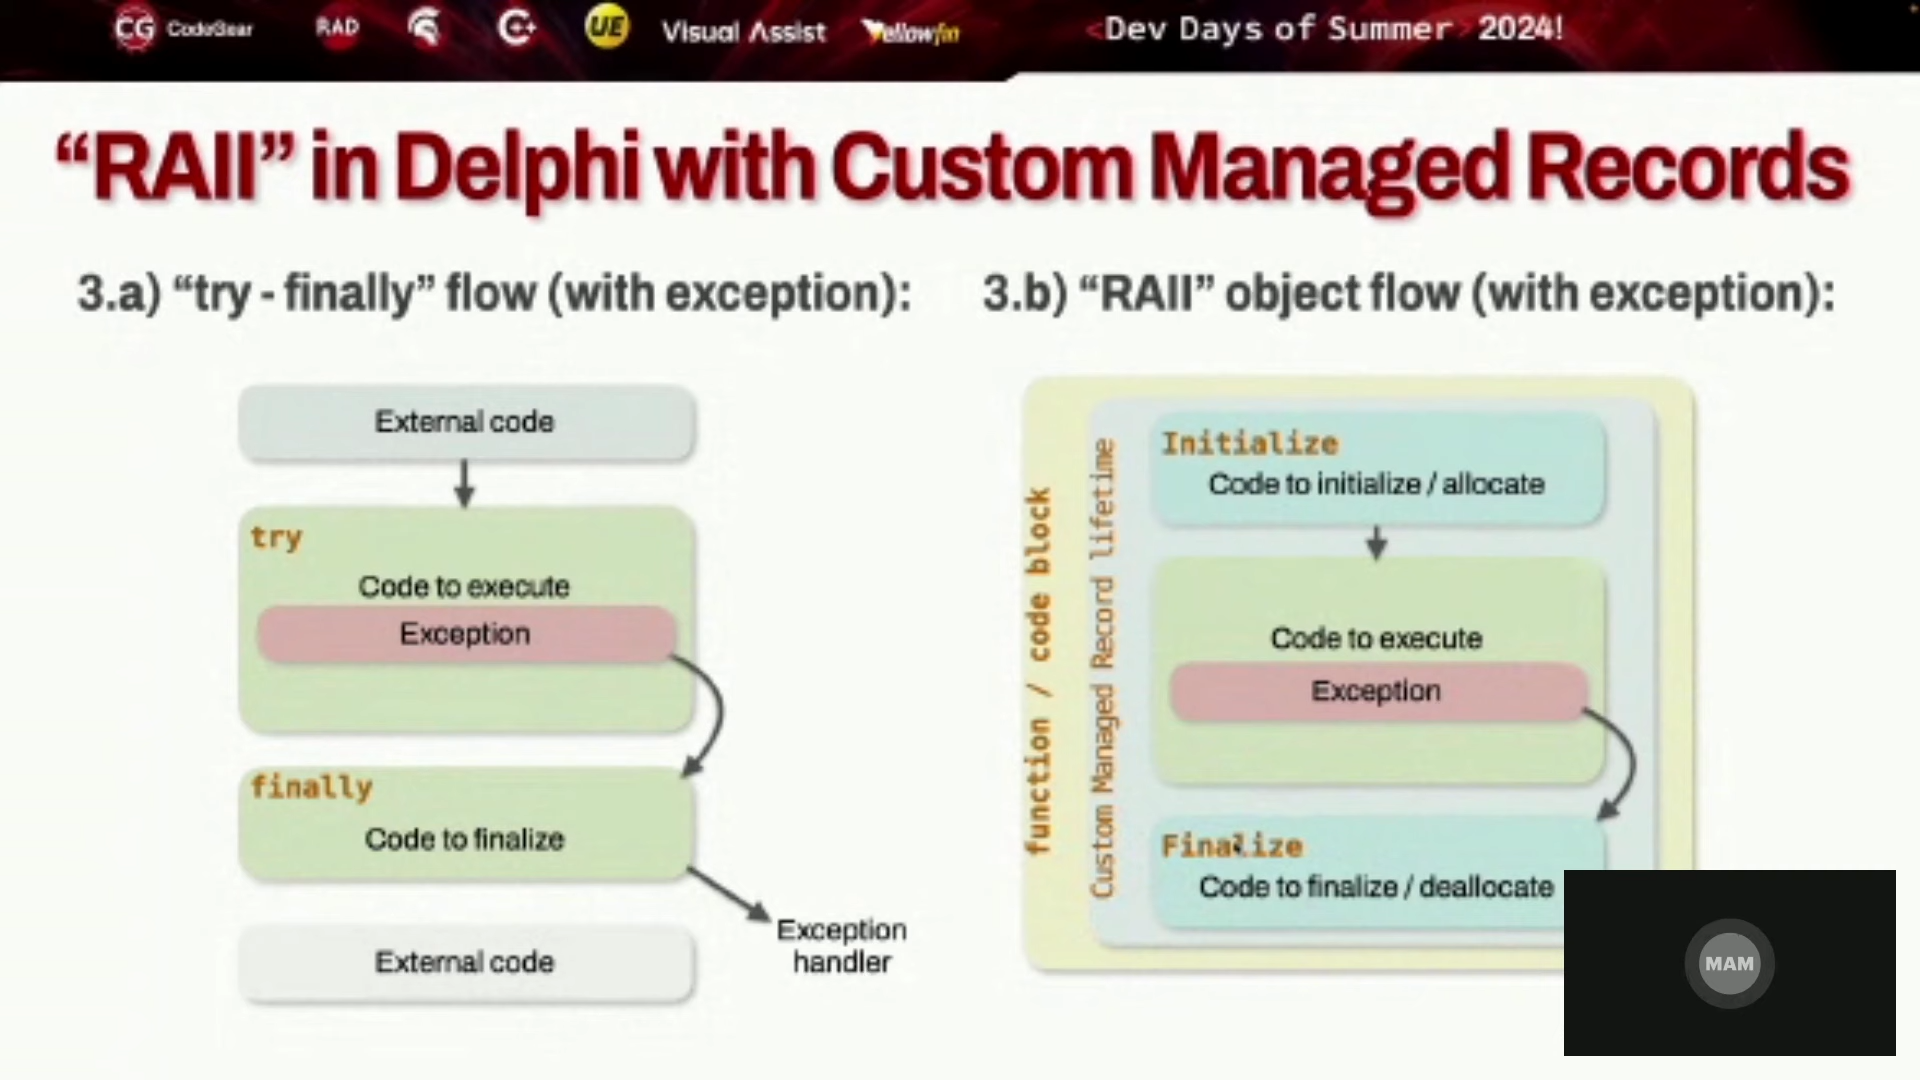 CG CodeGear RAD C+ UE Visual Assist Yellowfin <Dev Days of Summer> 2024!
“RAII” in Delphi with Custom Managed Records
3.a) “try - finally” flow (with exception):
External code
try
Code to execute
Exception
finally
Code to finalize
Exception
handler
External code
3.b) “RAII” object flow (with exception):
function / code block
Custom Managed Record lifetime
Initialize
Code to initialize / allocate
Code to execute
Exception
Finalize
Code to finalize / deallocate
MAM